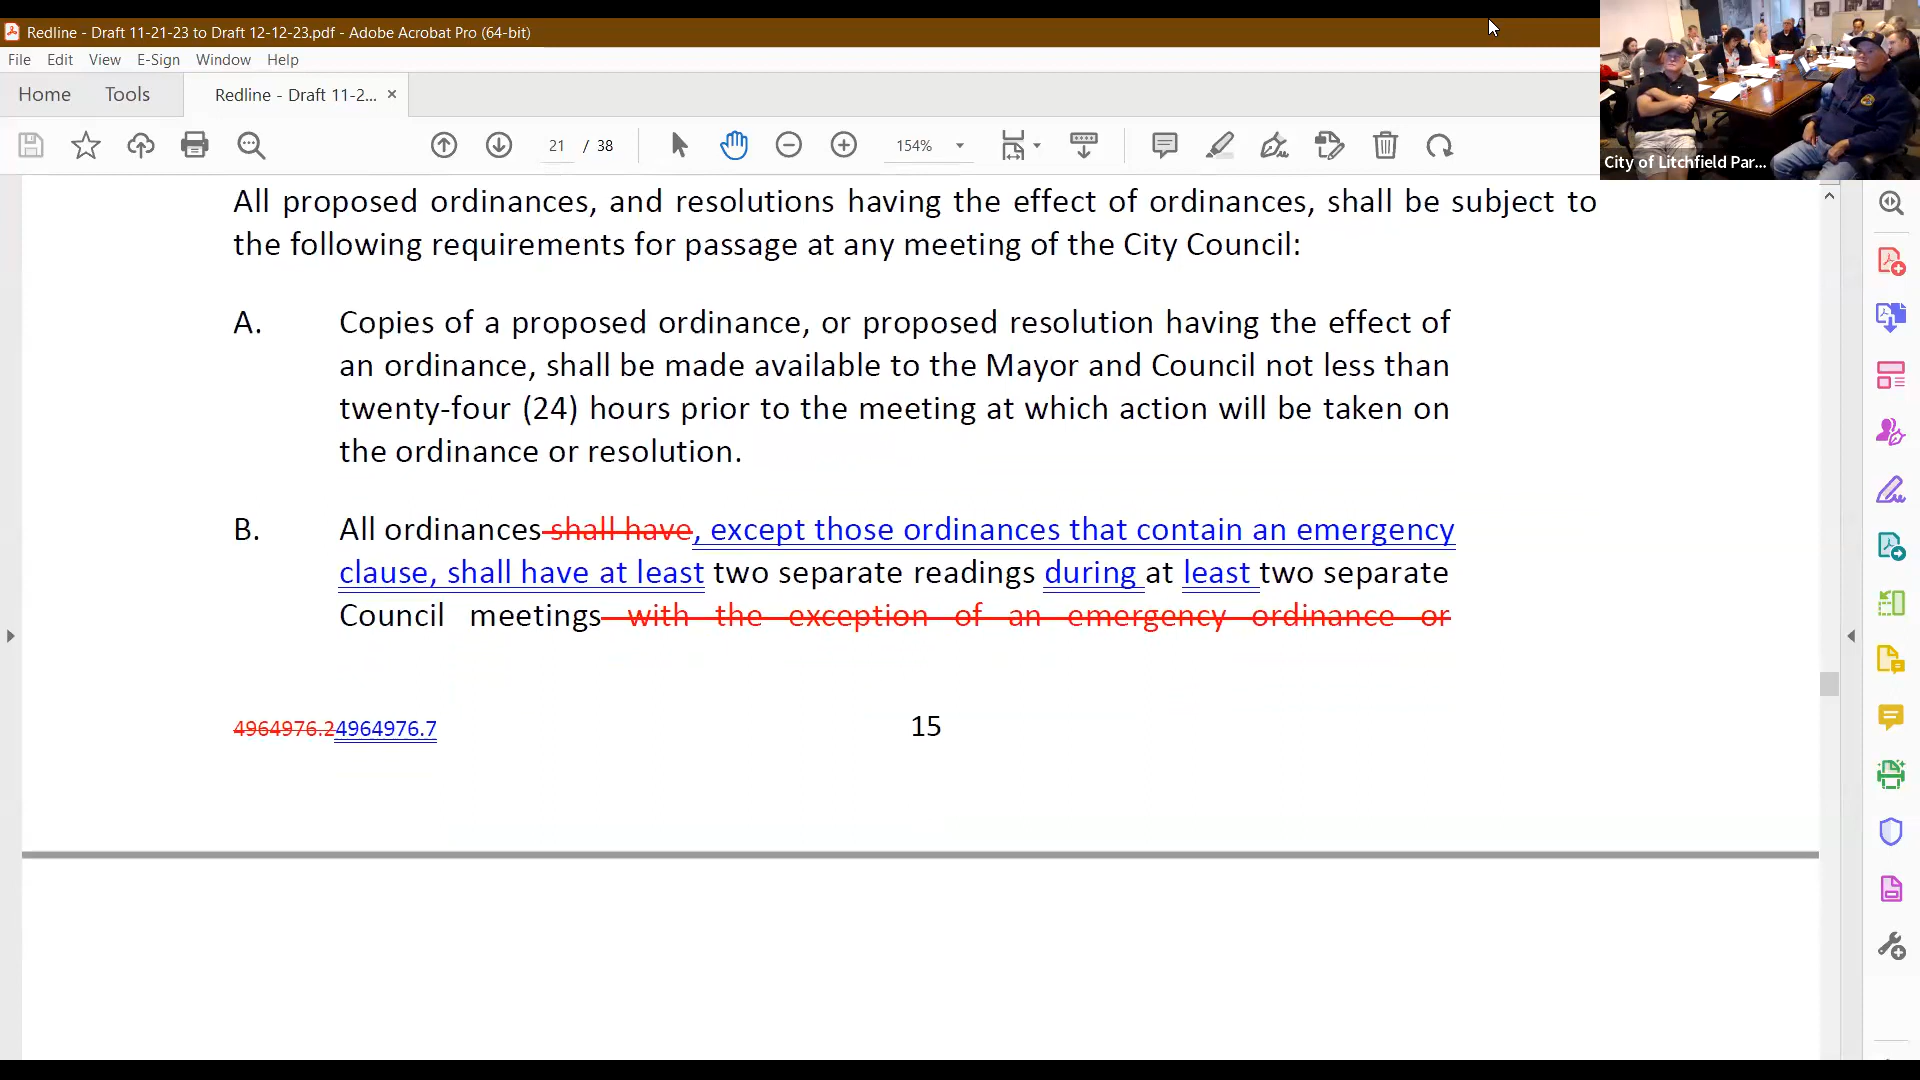 Redline - Draft 11-21-23 to Draft 12-12-23.pdf - Adobe Acrobat Pro (64-bit)
File Edit View E-Sign Window Help
Home Tools Redline - Draft 11-2... ×
21 / 38 154%
City of Litchfield Par...
All proposed ordinances, and resolutions having the effect of ordinances, shall be subject to
the following requirements for passage at any meeting of the City Council:
A. Copies of a proposed ordinance, or proposed resolution having the effect of
an ordinance, shall be made available to the Mayor and Council not less than
twenty-four (24) hours prior to the meeting at which action will be taken on
the ordinance or resolution.
B. All ordinances shall have, except those ordinances that contain an emergency
clause, shall have at least two separate readings during at least two separate
Council meetings with the exception of an emergency ordinance or
4964976.24964976.7 15